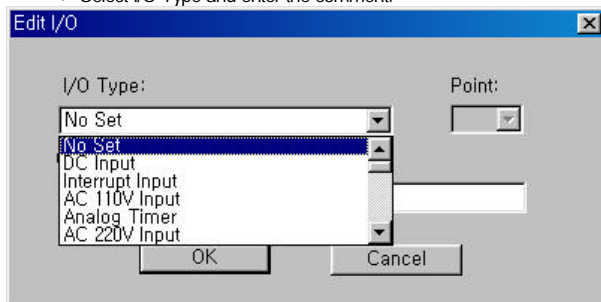 Select I/O Type and enter the comment.
Edit I/O
I/O Type:
Point:
No Set
No Set
DC Input
Interrupt Input
AC 110V Input
Analog Timer
AC 220V Input
OK
Cancel